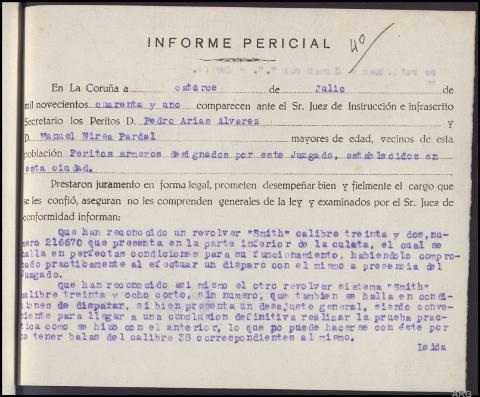 INFORME PERICIAL
40
En La Coruña a catorce de Julio de
mil novecientos cuarenta y uno comparecen ante el Sr. Juez de Instrucción e infrascrito
Secretario los Peritos D. Pedro Arias Alvarez y
D. Manuel Pardal mayores de edad, vecinos de esta
población Peritos armeros designados por este Juzgado, establecidos en
esta ciudad.
Prestaron juramento en forma legal, prometen desempeñar bien y fielmente el cargo que
se les confió, aseguran no les comprenden generales de la ley y examinados por el Sr. Juez de
conformidad informan:
Que han reconocido un revolver "Smith" calibre treinta y dos, nu-
mero 216670 que presenta en la parte inferior de la culata, el cual se
halla en perfectas condiciones para su funcionamiento, habiendolo compro-
bado practicamente al efectuar un disparo con el mismo a presencia del
Juzgado.
Que han reconocido asi mismo el otro revolver sistema "Smith"
calibre treinta y ocho corto, sin numero, que tambien se halla en condi-
ciones de disparar, si bien presenta un desajuste general, siendo conve-
niente para llegar a una conclusion definitiva realizar la prueba prac-
tica como se hizo con el anterior, lo que no puede hacerse con éste por
no tener balas del calibre 38 correspondientes al mismo.
Leida
ARG